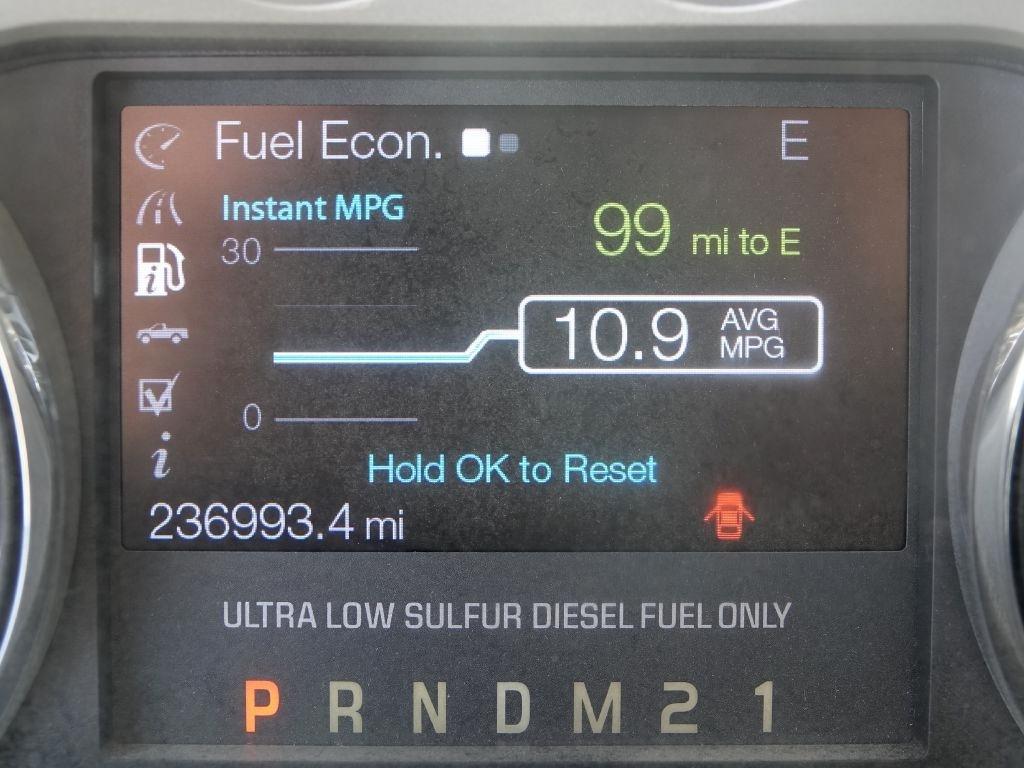 Fuel Econ. E
Instant MPG
30
99 mi to E
10.9 AVG MPG
0
i
Hold OK to Reset
236993.4 mi
ULTRA LOW SULFUR DIESEL FUEL ONLY
P R N D M 2 1